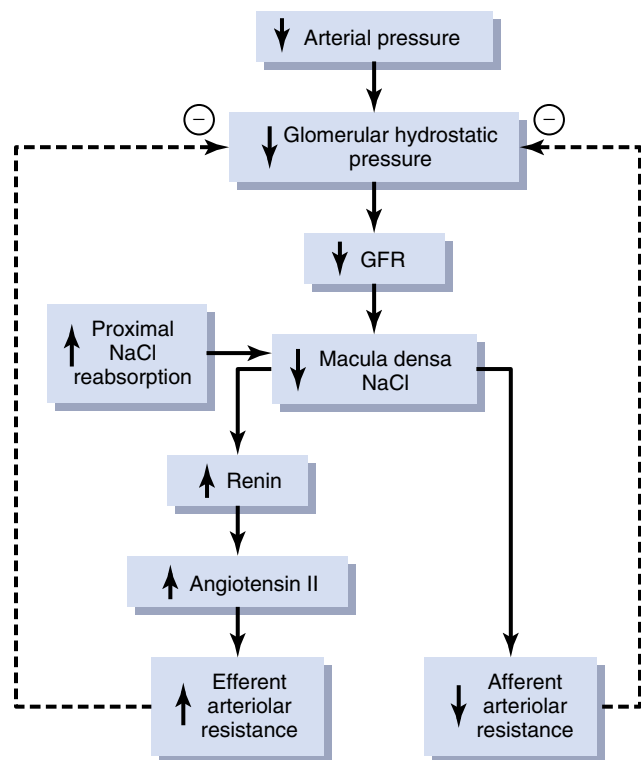 Arterial pressure
−
−
Glomerular hydrostatic
pressure
GFR
Proximal
NaCl
reabsorption
Macula densa
NaCl
Renin
Angiotensin II
Efferent
arteriolar
resistance
Afferent
arteriolar
resistance